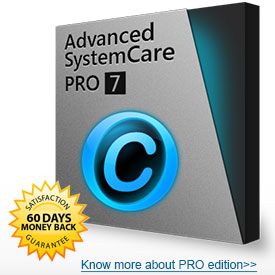 Advanced
SystemCare
PRO 7
C
SATISFACTION
60 DAYS
MONEY BACK
GUARANTEE
Know more about PRO edition>>